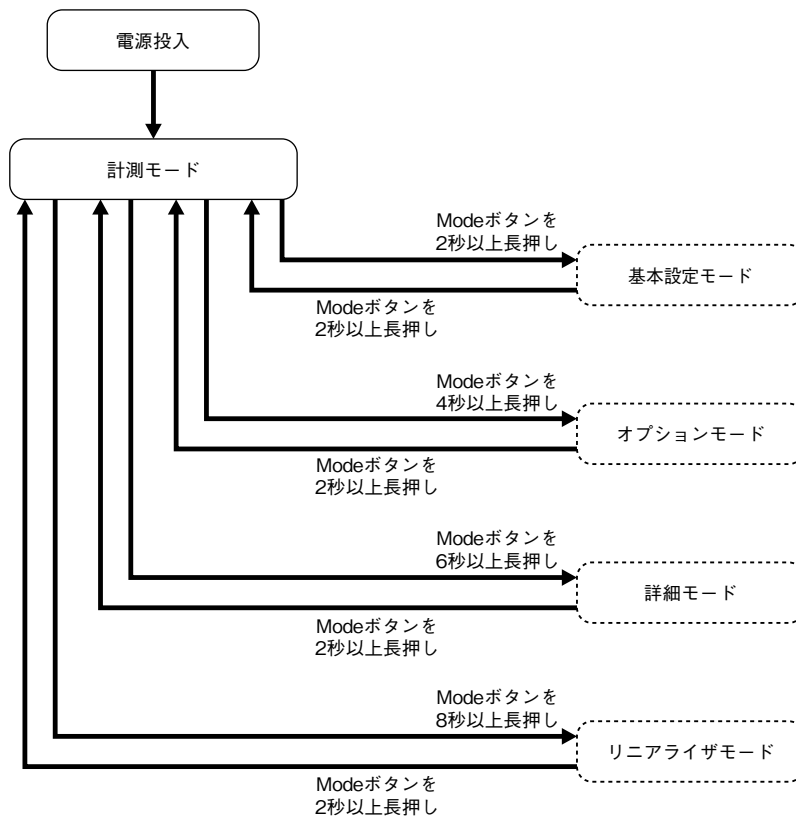 電源投入
計測モード
Modeボタンを
2秒以上長押し
基本設定モード
Modeボタンを
2秒以上長押し
Modeボタンを
4秒以上長押し
オプションモード
Modeボタンを
2秒以上長押し
Modeボタンを
6秒以上長押し
詳細モード
Modeボタンを
2秒以上長押し
Modeボタンを
8秒以上長押し
リニアライザモード
Modeボタンを
2秒以上長押し